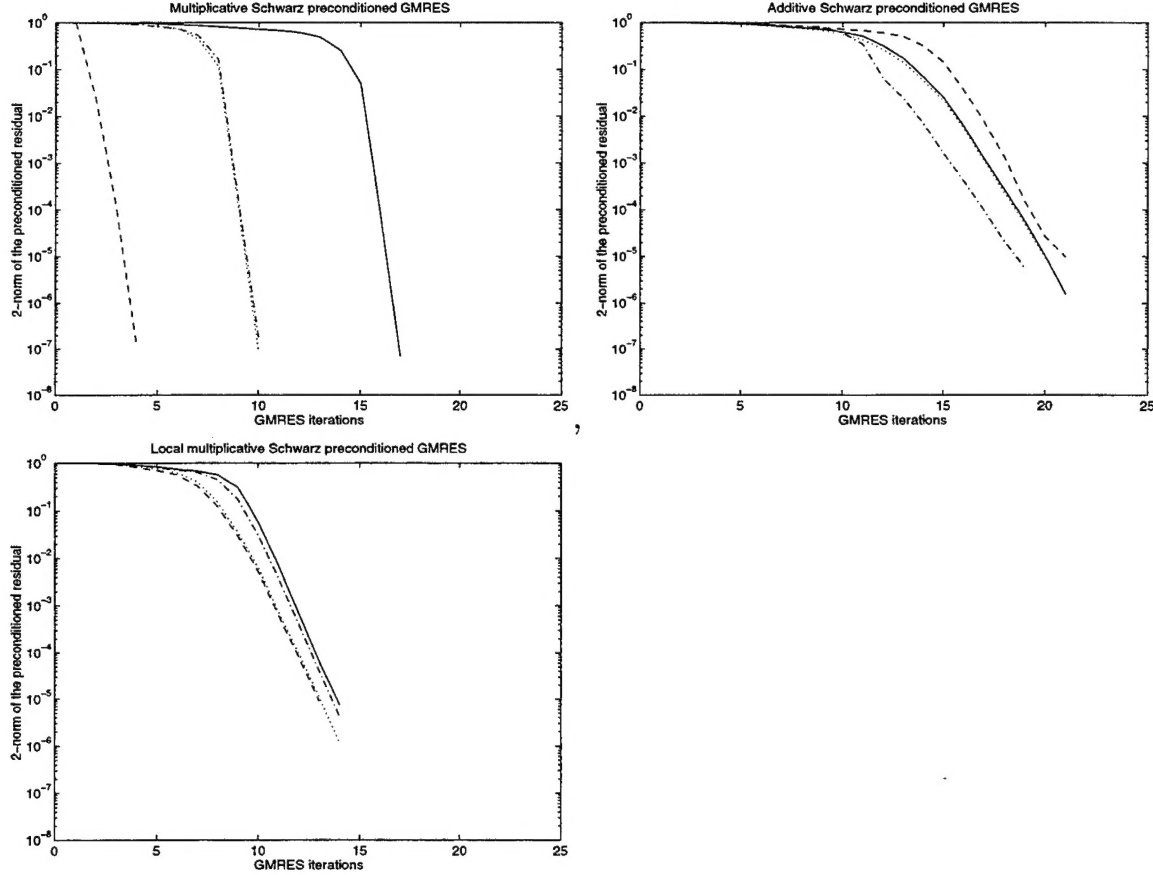 Multiplicative Schwarz preconditioned GMRES
2-norm of the preconditioned residual
10^0
10^-1
10^-2
10^-3
10^-4
10^-5
10^-6
10^-7
10^-8
0 5 10 15 20 25
GMRES iterations
Additive Schwarz preconditioned GMRES
2-norm of the preconditioned residual
10^0
10^-1
10^-2
10^-3
10^-4
10^-5
10^-6
10^-7
10^-8
0 5 10 15 20 25
GMRES iterations
,
Local multiplicative Schwarz preconditioned GMRES
2-norm of the preconditioned residual
10^0
10^-1
10^-2
10^-3
10^-4
10^-5
10^-6
10^-7
10^-8
0 5 10 15 20 25
GMRES iterations